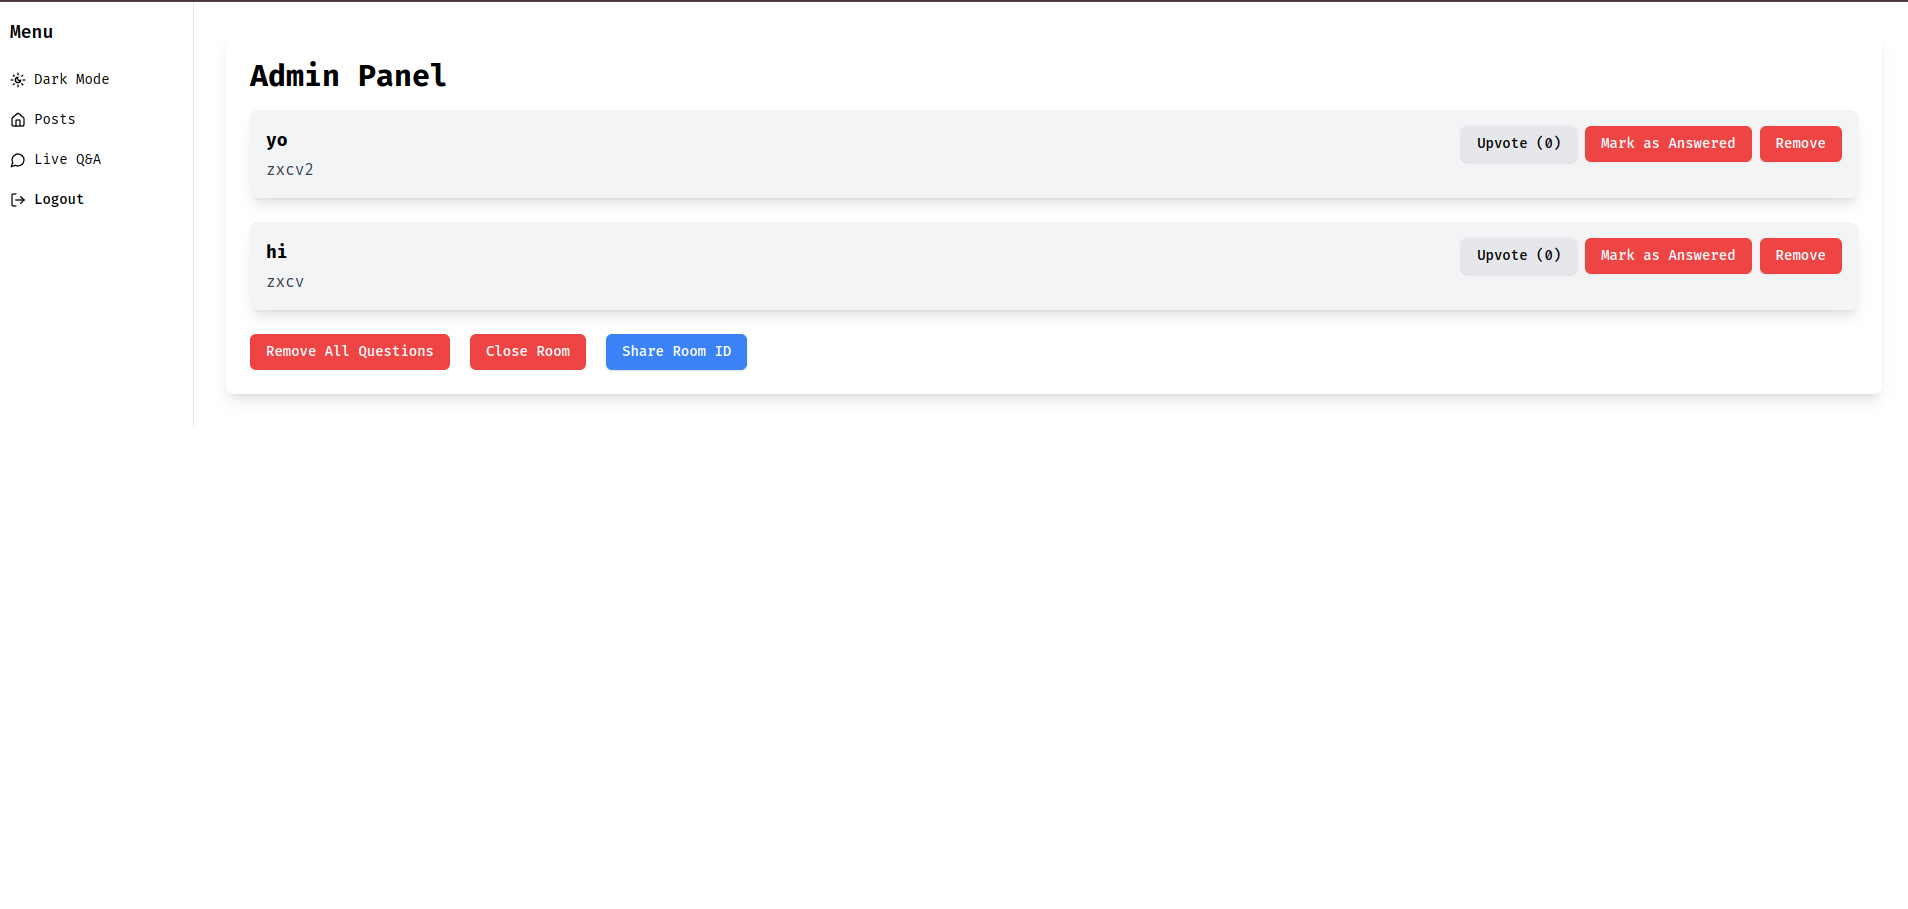 Menu
Dark Mode
Posts
Live Q&A
Logout
Admin Panel
yo
zxcv2
Upvote (0)
Mark as Answered
Remove
hi
zxcv
Upvote (0)
Mark as Answered
Remove
Remove All Questions
Close Room
Share Room ID